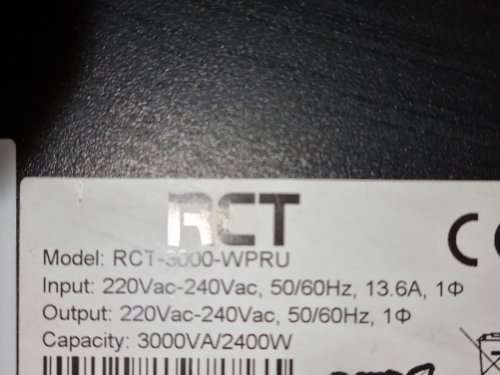 RCT
Model: RCT-3000-WPRU
Input: 220Vac-240Vac, 50/60Hz, 13.6A, 1Φ
Output: 220Vac-240Vac, 50/60Hz, 1Φ
Capacity: 3000VA/2400W